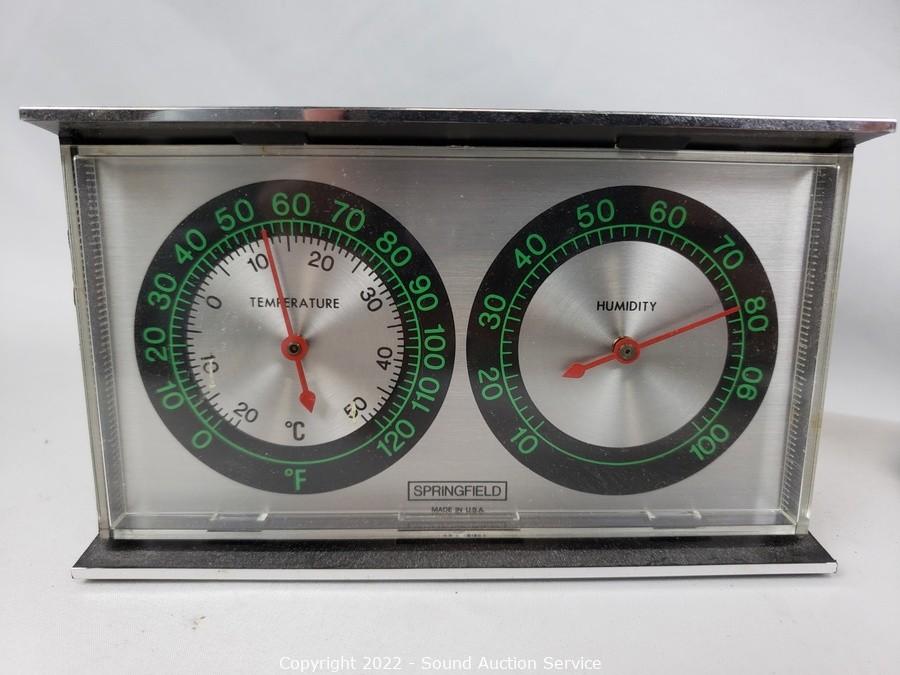 0 10 20 30 40 50 60 70 80 90 100 110 120
20 10 0 10 20 30 40 50
TEMPERATURE
°C
°F
10 20 30 40 50 60 70 80 90 100
HUMIDITY
SPRINGFIELD
MADE IN U.S.A.
Copyright 2022 - Sound Auction Service